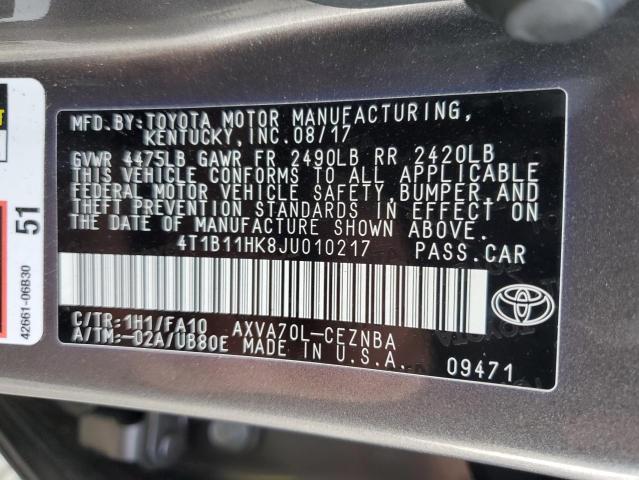 MFD.BY:TOYOTA MOTOR MANUFACTURING,
KENTUCKY, INC. 08/17
GVWR 4475LB GAWR FR 2490LB RR 2420LB
THIS VEHICLE CONFORMS TO ALL APPLICABLE
FEDERAL MOTOR VEHICLE SAFETY, BUMPER, AND
THEFT PREVENTION STANDARDS IN EFFECT ON
THE DATE OF MANUFACTURE SHOWN ABOVE.
4T1B11HK8JU010217 PASS.CAR
C/TR:1H1/FA10 AXVA70L-CEZNBA
A/TM:-02A/UB80E MADE IN U.S.A.
09471
51
42661-06B30